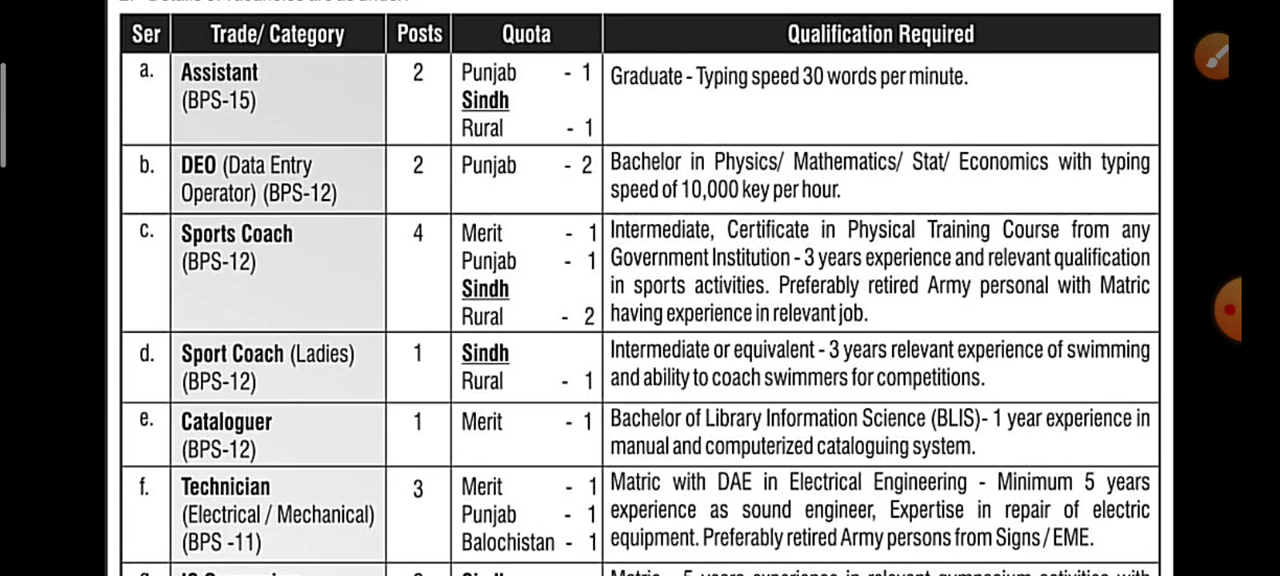 Ser Trade/ Category Posts Quota Qualification Required
a. Assistant 2 Punjab - 1 Graduate - Typing speed 30 words per minute.
(BPS-15) Sindh
Rural - 1
b. DEO (Data Entry 2 Punjab - 2 Bachelor in Physics/ Mathematics/ Stat/ Economics with typing
Operator) (BPS-12) speed of 10,000 key per hour.
c. Sports Coach 4 Merit - 1 Intermediate, Certificate in Physical Training Course from any
(BPS-12) Punjab - 1 Government Institution - 3 years experience and relevant qualification
Sindh in sports activities. Preferably retired Army personal with Matric
Rural - 2 having experience in relevant job.
d. Sport Coach (Ladies) 1 Sindh Intermediate or equivalent - 3 years relevant experience of swimming
(BPS-12) Rural - 1 and ability to coach swimmers for competitions.
e. Cataloguer 1 Merit - 1 Bachelor of Library Information Science (BLIS)- 1 year experience in
(BPS-12) manual and computerized cataloguing system.
f. Technician 3 Merit - 1 Matric with DAE in Electrical Engineering - Minimum 5 years
(Electrical / Mechanical) Punjab - 1 experience as sound engineer, Expertise in repair of electric
(BPS -11) Balochistan - 1 equipment. Preferably retired Army persons from Signs / EME.